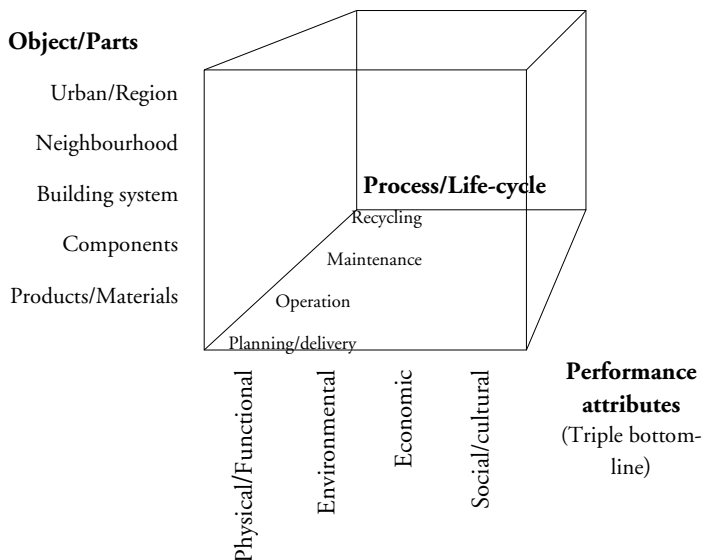 Object/Parts
Urban/Region
Neighbourhood
Building system
Components
Products/Materials
Process/Life-cycle
Recycling
Maintenance
Operation
Planning/delivery
Physical/Functional
Environmental
Economic
Social/cultural
Performance
attributes
(Triple bottom-
line)